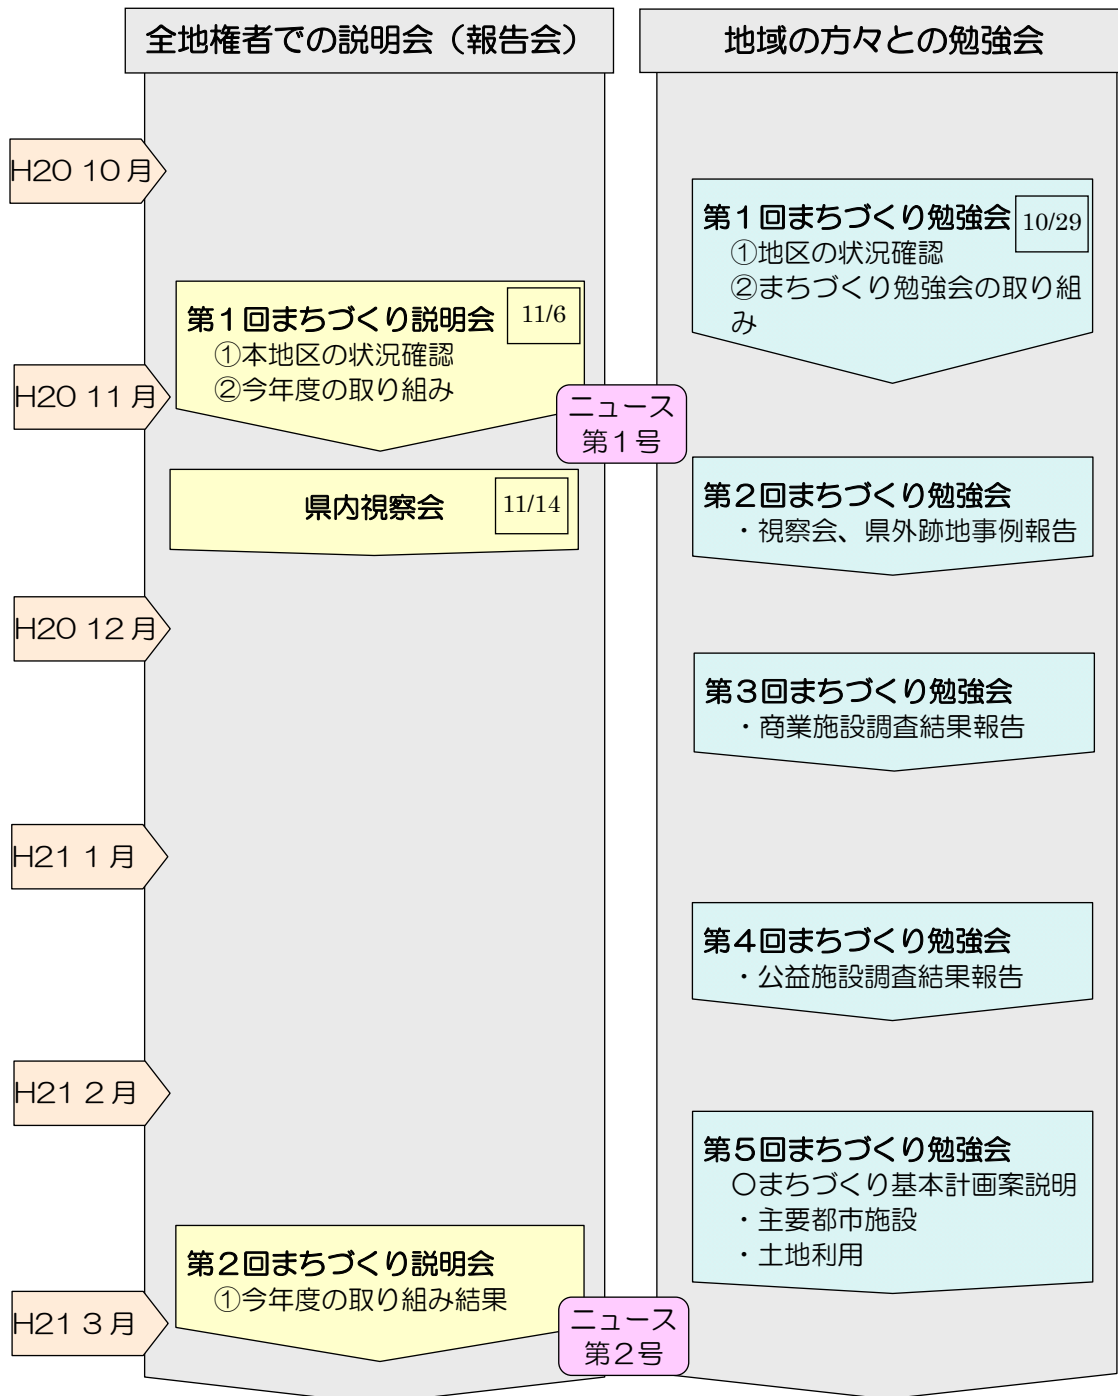 全地権者での説明会（報告会）
地域の方々との勉強会
H20 10月
第１回まちづくり勉強会
10/29
①地区の状況確認
②まちづくり勉強会の取り組
み
第１回まちづくり説明会
11/6
①本地区の状況確認
②今年度の取り組み
H20 11月
ニュース
第１号
県内視察会
11/14
第２回まちづくり勉強会
・視察会、県外跡地事例報告
H20 12月
第３回まちづくり勉強会
・商業施設調査結果報告
H21 1月
第４回まちづくり勉強会
・公益施設調査結果報告
H21 2月
第５回まちづくり勉強会
〇まちづくり基本計画案説明
・主要都市施設
・土地利用
第２回まちづくり説明会
①今年度の取り組み結果
H21 3月
ニュース
第２号